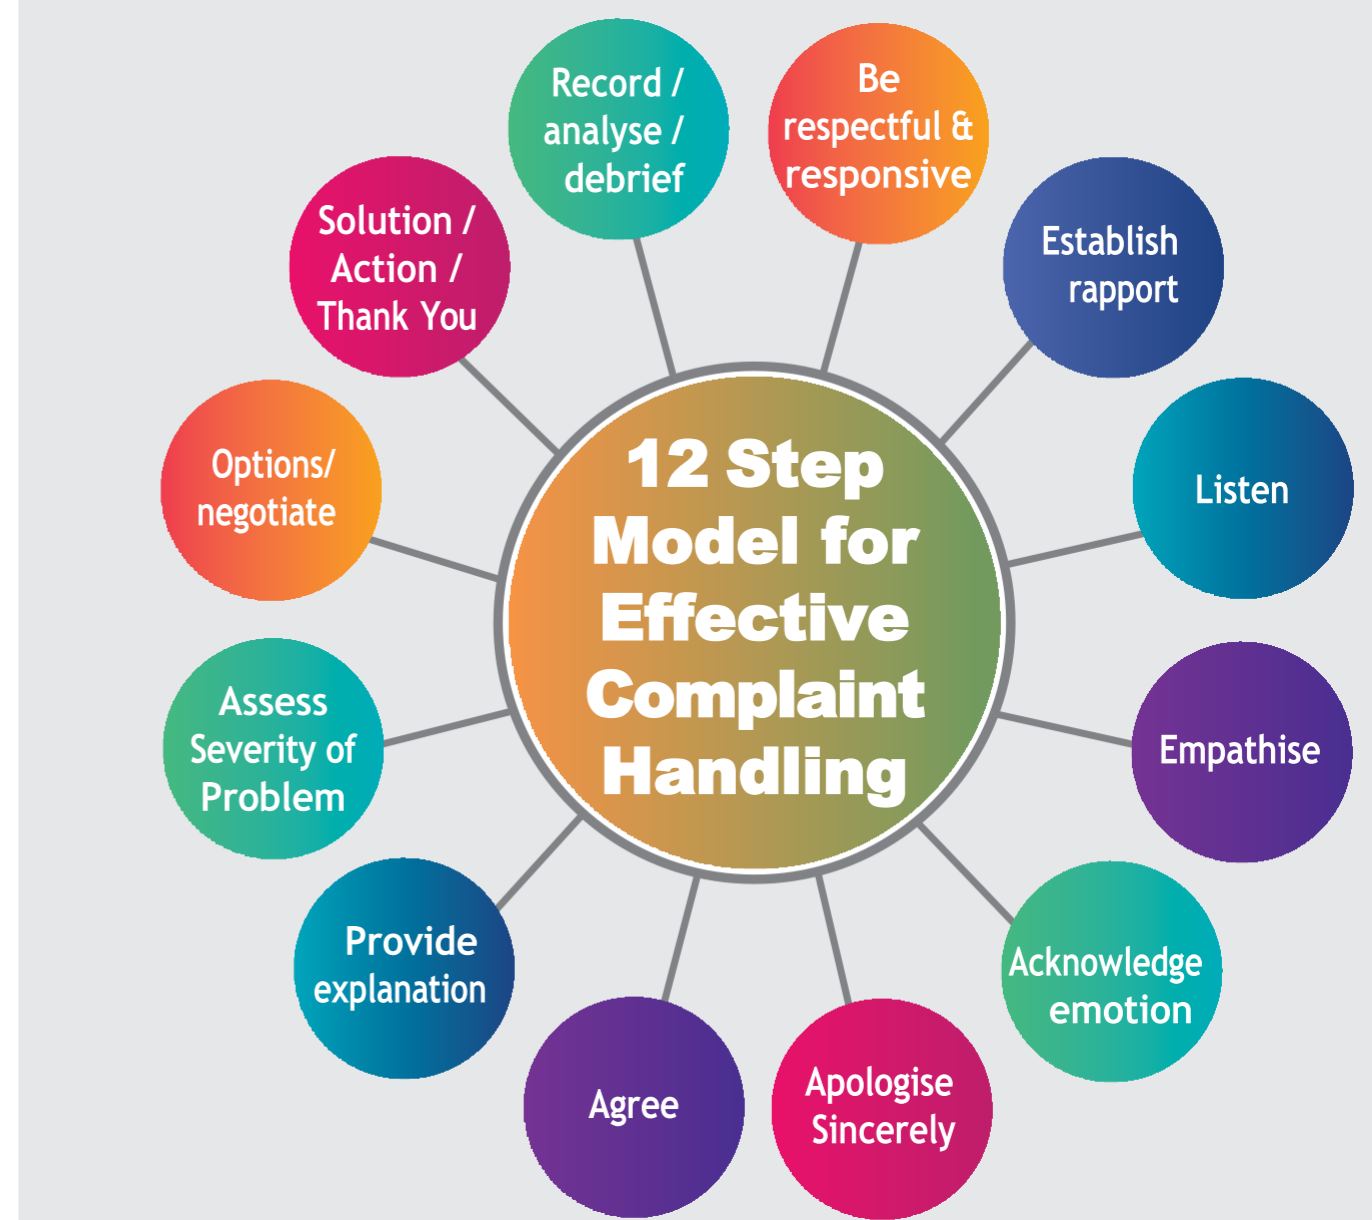 12 Step
Model for
Effective
Complaint
Handling
Be
respectful &
responsive
Establish
rapport
Listen
Empathise
Acknowledge
emotion
Apologise
Sincerely
Agree
Provide
explanation
Assess
Severity of
Problem
Options/
negotiate
Solution /
Action /
Thank You
Record /
analyse /
debrief